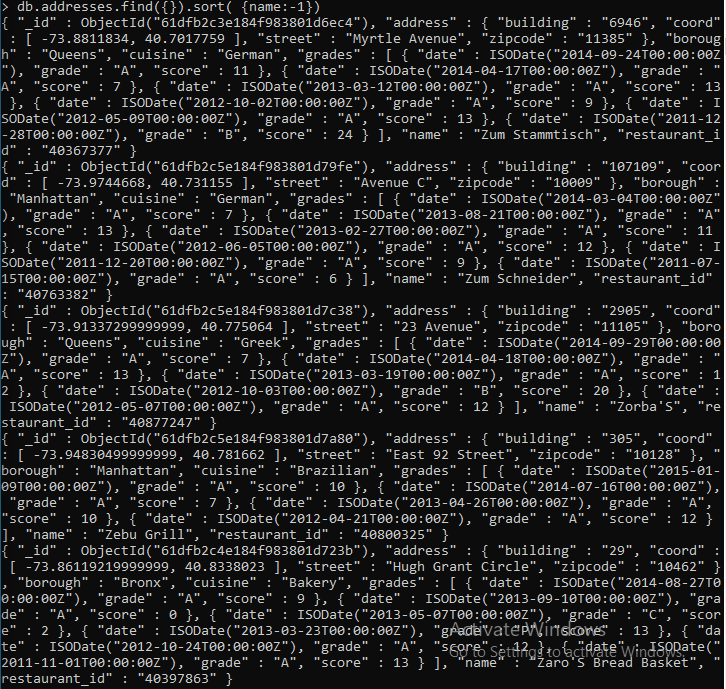 > db.addresses.find({}).sort( {name:-1})
{ "_id" : ObjectId("61dfb2c3e184f983801d6ec4"), "address" : { "building" : "6946", "coord"
: [ -73.8811834, 40.7017759 ], "street" : "Myrtle Avenue", "zipcode" : "11385" }, "boroug
h" : "Queens", "cuisine" : "German", "grades" : [ { "date" : ISODate("2014-09-24T00:00:00Z
"), "grade" : "A", "score" : 11 }, { "date" : ISODate("2014-04-17T00:00:00Z"), "grade" : "
A", "score" : 7 }, { "date" : ISODate("2013-03-12T00:00:00Z"), "grade" : "A", "score" : 13
}, { "date" : ISODate("2012-10-02T00:00:00Z"), "grade" : "A", "score" : 9 }, { "date" : I
SODate("2012-05-09T00:00:00Z"), "grade" : "A", "score" : 13 }, { "date" : ISODate("2011-12
-28T00:00:00Z"), "grade" : "B", "score" : 24 } ], "name" : "Zum Stammtisch", "restaurant_i
d" : "40367377" }
{ "_id" : ObjectId("61dfb2c5e184f983801d79fe"), "address" : { "building" : "107109", "coor
d" : [ -73.9744668, 40.731155 ], "street" : "Avenue C", "zipcode" : "10009" }, "borough" :
"Manhattan", "cuisine" : "German", "grades" : [ { "date" : ISODate("2014-03-04T00:00:00Z"
), "grade" : "A", "score" : 7 }, { "date" : ISODate("2013-08-21T00:00:00Z"), "grade" : "A"
, "score" : 13 }, { "date" : ISODate("2013-02-27T00:00:00Z"), "grade" : "A", "score" : 11
}, { "date" : ISODate("2012-06-05T00:00:00Z"), "grade" : "A", "score" : 12 }, { "date" : I
SODate("2011-12-20T00:00:00Z"), "grade" : "A", "score" : 9 }, { "date" : ISODate("2011-07-
15T00:00:00Z"), "grade" : "A", "score" : 6 } ], "name" : "Zum Schneider", "restaurant_id"
: "40763382" }
{ "_id" : ObjectId("61dfb2c5e184f983801d7c38"), "address" : { "building" : "2905", "coord"
: [ -73.91337299999999, 40.775064 ], "street" : "23 Avenue", "zipcode" : "11105" }, "boro
ugh" : "Queens", "cuisine" : "Greek", "grades" : [ { "date" : ISODate("2014-09-29T00:00:00
Z"), "grade" : "A", "score" : 7 }, { "date" : ISODate("2014-04-18T00:00:00Z"), "grade" : "
A", "score" : 13 }, { "date" : ISODate("2013-03-19T00:00:00Z"), "grade" : "A", "score" : 1
2 }, { "date" : ISODate("2012-10-03T00:00:00Z"), "grade" : "B", "score" : 20 }, { "date" :
ISODate("2012-05-07T00:00:00Z"), "grade" : "A", "score" : 12 } ], "name" : "Zorba'S", "re
staurant_id" : "40877247" }
{ "_id" : ObjectId("61dfb2c5e184f983801d7a80"), "address" : { "building" : "305", "coord"
: [ -73.94830499999999, 40.781662 ], "street" : "East 92 Street", "zipcode" : "10128" }, "
borough" : "Manhattan", "cuisine" : "Brazilian", "grades" : [ { "date" : ISODate("2015-01-
09T00:00:00Z"), "grade" : "A", "score" : 10 }, { "date" : ISODate("2014-07-16T00:00:00Z"),
"grade" : "A", "score" : 7 }, { "date" : ISODate("2013-04-26T00:00:00Z"), "grade" : "A",
"score" : 10 }, { "date" : ISODate("2012-04-21T00:00:00Z"), "grade" : "A", "score" : 12 }
], "name" : "Zebu Grill", "restaurant_id" : "40800325" }
{ "_id" : ObjectId("61dfb2c4e184f983801d723b"), "address" : { "building" : "29", "coord" :
[ -73.86119219999999, 40.8338023 ], "street" : "Hugh Grant Circle", "zipcode" : "10462" }
, "borough" : "Bronx", "cuisine" : "Bakery", "grades" : [ { "date" : ISODate("2014-08-27T0
0:00:00Z"), "grade" : "A", "score" : 9 }, { "date" : ISODate("2013-09-10T00:00:00Z"), "gra
de" : "A", "score" : 0 }, { "date" : ISODate("2013-05-07T00:00:00Z"), "grade" : "C", "scor
e" : 2 }, { "date" : ISODate("2013-03-23T00:00:00Z"), "grade" : "score" : 13 }, { "da
te" : ISODate("2012-10-24T00:00:00Z"), "grade" : "score" : 12 }, { "date" : ISODate("
2011-11-01T00:00:00Z"), "grade" : "A", "score" : 13 } ], "name" : "Zaro'S Bread Basket", "
restaurant_id" : "40397863" }
Activate Windows
Go to Settings to activate Windows.